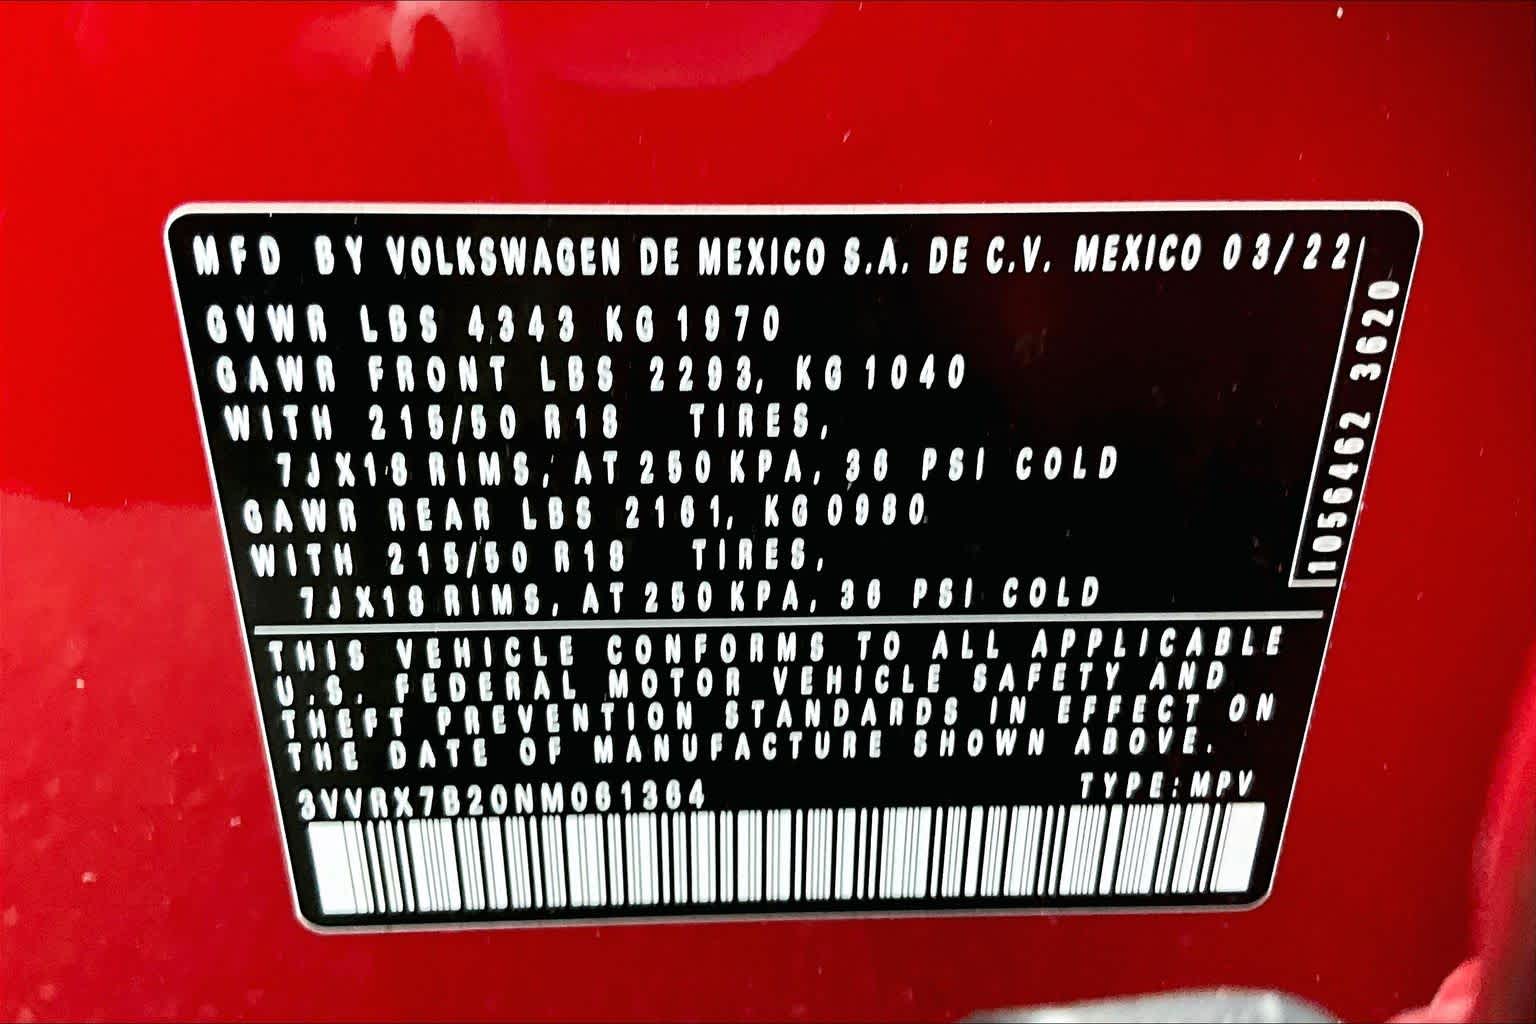 MFD BY VOLKSWAGEN DE MEXICO S.A. DE C.V. MEXICO 03/22
GVWR LBS 4343 KG 1970
GAWR FRONT LBS 2293, KG 1040
WITH 215/50 R18 TIRES,
7J X18 RIMS, AT 250 KPA, 36 PSI COLD
GAWR REAR LBS 2161, KG 0980
WITH 215/50 R18 TIRES,
7J X18 RIMS, AT 250 KPA, 36 PSI COLD
1056462 3620
THIS VEHICLE CONFORMS TO ALL APPLICABLE
U.S. FEDERAL MOTOR VEHICLE SAFETY AND
THEFT PREVENTION STANDARDS IN EFFECT ON
THE DATE OF MANUFACTURE SHOWN ABOVE.
3VVRX7B20NM061364 TYPE: MPV